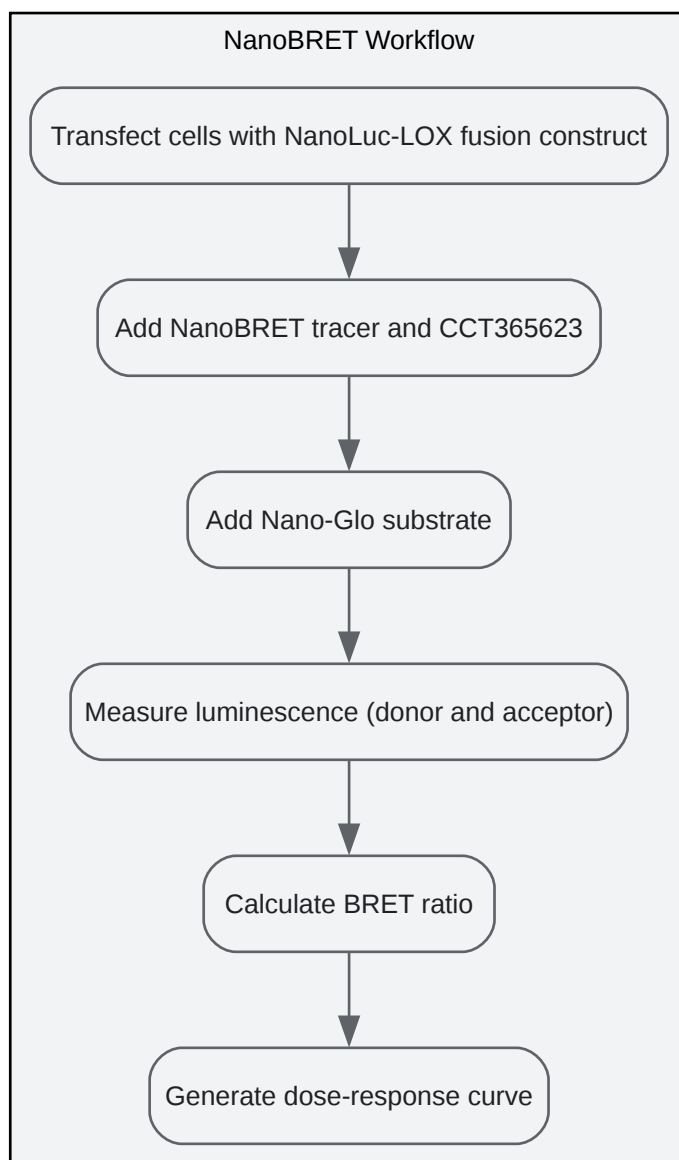 NanoBRET Workflow
Transfect cells with NanoLuc-LOX fusion construct
Add NanoBRET tracer and CCT365623
Add Nano-Glo substrate
Measure luminescence (donor and acceptor)
Calculate BRET ratio
Generate dose-response curve